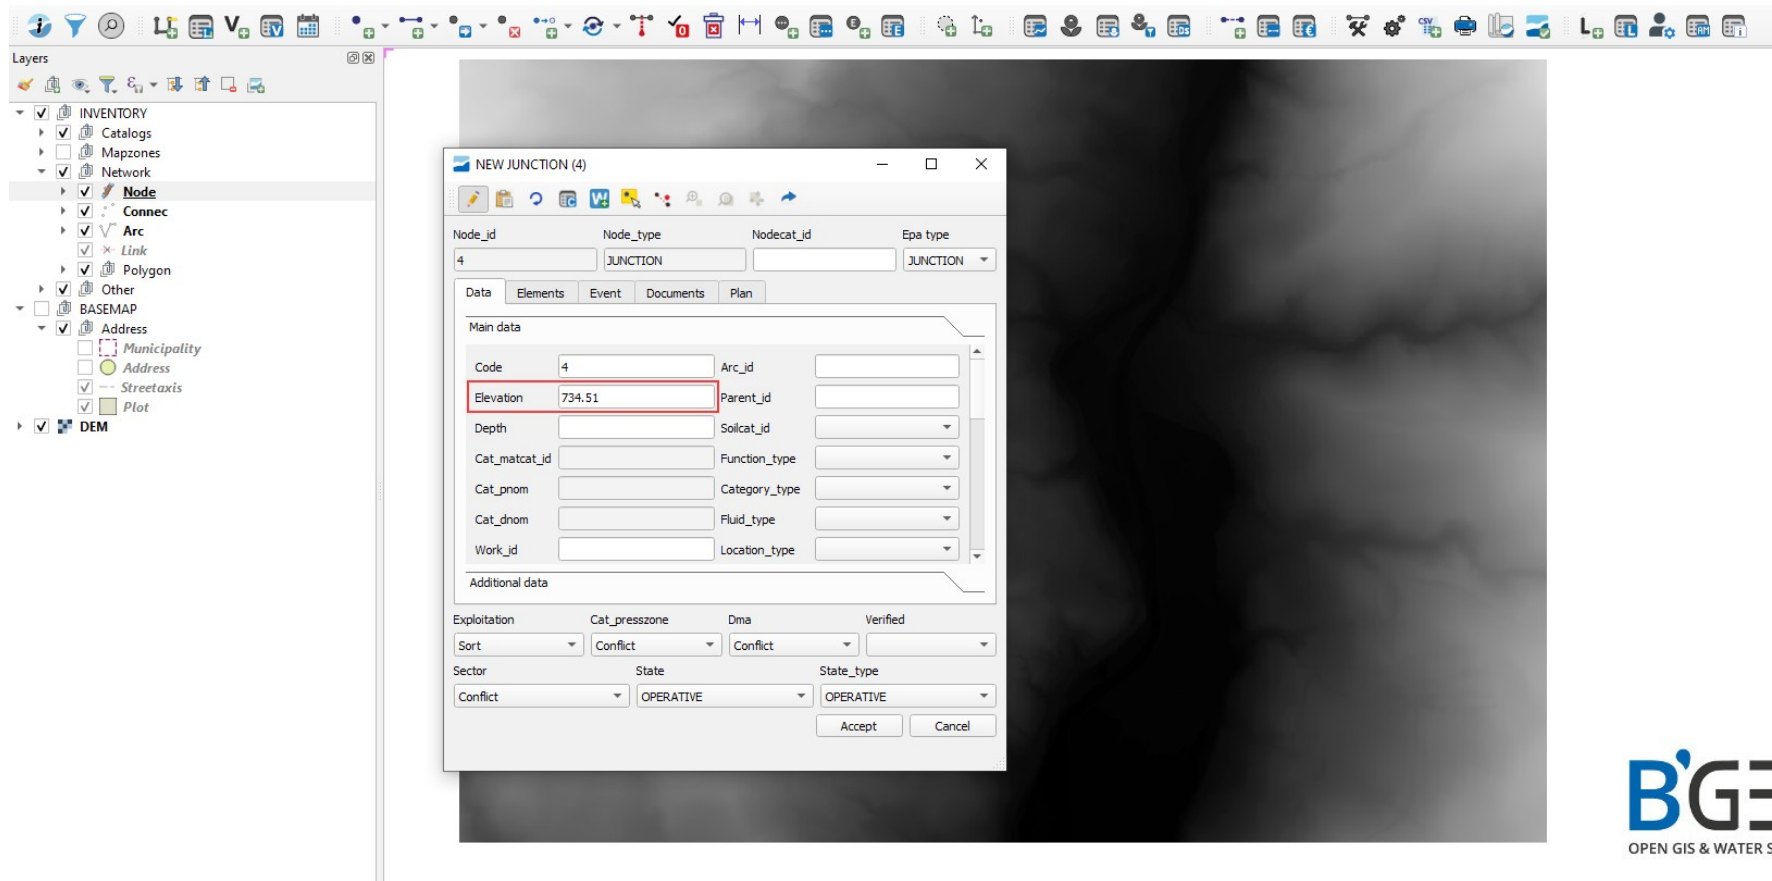 Layers
INVENTORY
Catalogs
Mapzones
Network
Node
Connec
Arc
Link
Polygon
Other
BASEMAP
Address
Municipality
Address
Streetaxis
Plot
DEM
NEW JUNCTION (4)
Node_id Node_type Nodecat_id Epa type
4 JUNCTION JUNCTION
Data Elements Event Documents Plan
Main data
Code 4 Arc_id
Elevation 734.51 Parent_id
Depth Soilcat_id
Cat_matcat_id Function_type
Cat_pnom Category_type
Cat_dnom Fluid_type
Work_id Location_type
Additional data
Exploitation Cat_presszone Dma Verified
Sort Conflict Conflict
Sector State State_type
Conflict OPERATIVE OPERATIVE
Accept Cancel
B'GE
OPEN GIS & WATER S